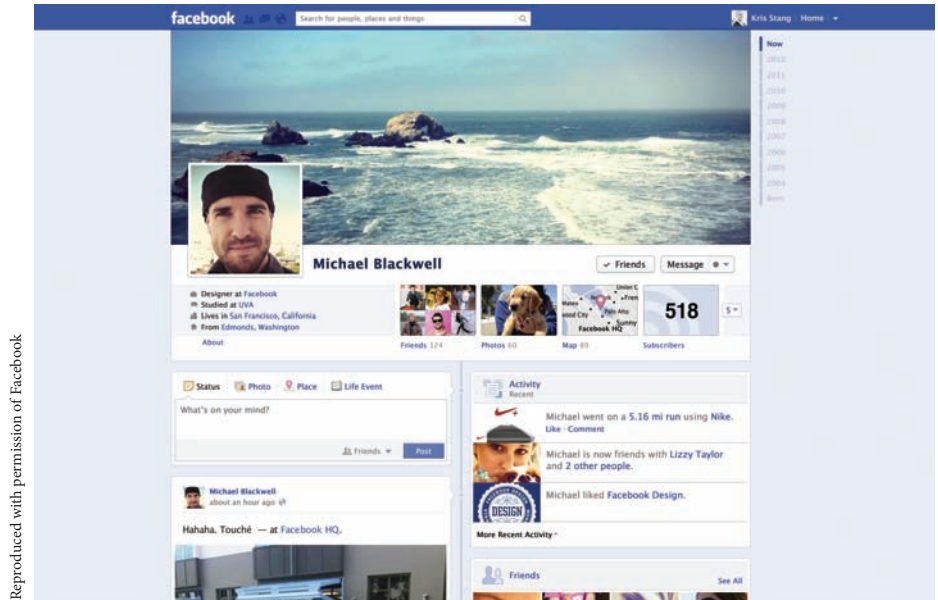 facebook
Search for people, places and things
Kris Stang Home
Now
2012
2011
2010
2009
2008
2007
2006
2005
2004
Born
Michael Blackwell
Friends
Message
Designer at Facebook
Studied at UVA
Lives in San Francisco, California
From Edmonds, Washington
About
Friends 124
Photos 60
Palo Alto
Sunny
Facebook HQ
Map 89
518
Subscribers
5
Status Photo Place Life Event
What's on your mind?
Friends
Post
Michael Blackwell
about an hour ago
Hahaha, Touché — at Facebook HQ.
Activity
Recent
Michael went on a 5.16 mi run using Nike.
Like · Comment
Michael is now friends with Lizzy Taylor
and 2 other people.
DESIGN
Michael liked Facebook Design.
More Recent Activity
Friends
See All
Reproduced with permission of Facebook